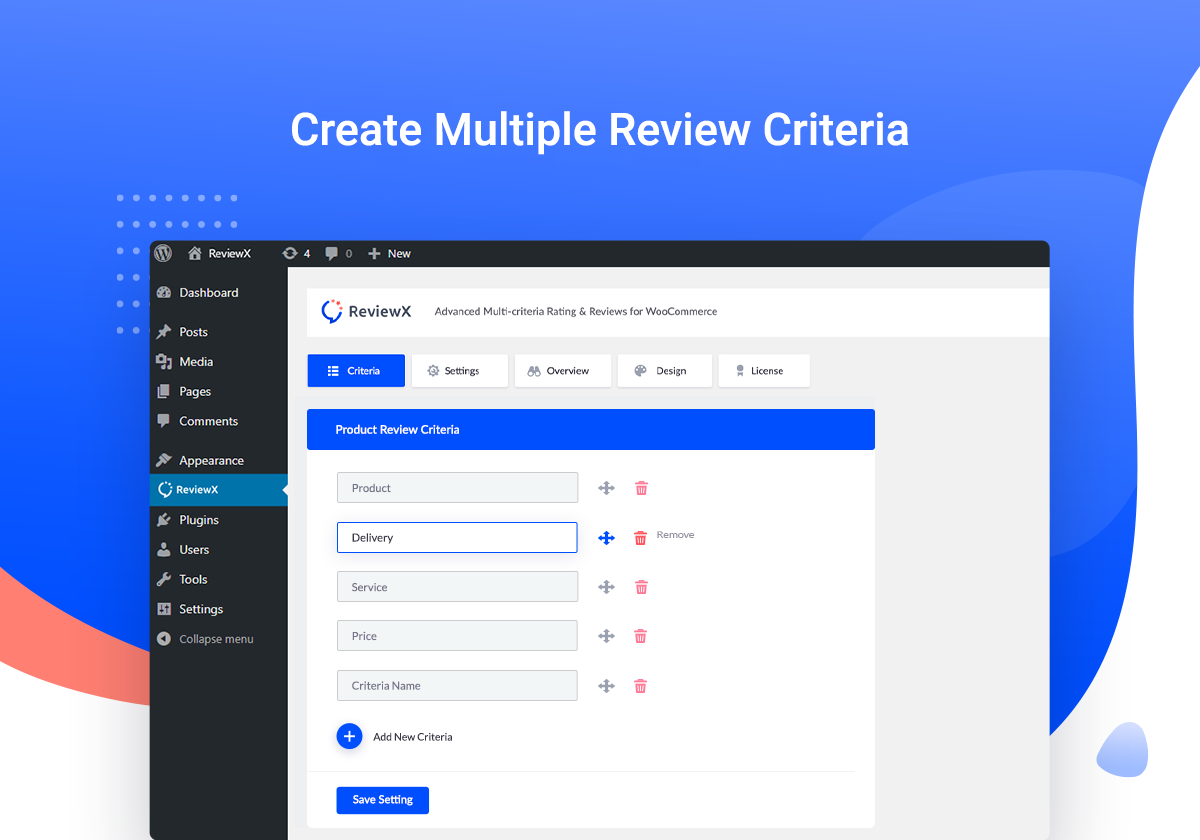 Create Multiple Review Criteria
ReviewX 4 0 New
Dashboard
Posts
Media
Pages
Comments
Appearance
ReviewX
Plugins
Users
Tools
Settings
Collapse menu
ReviewX Advanced Multi-criteria Rating & Reviews for WooCommerce
Criteria Settings Overview Design License
Product Review Criteria
Product
Delivery Remove
Service
Price
Criteria Name
Add New Criteria
Save Setting